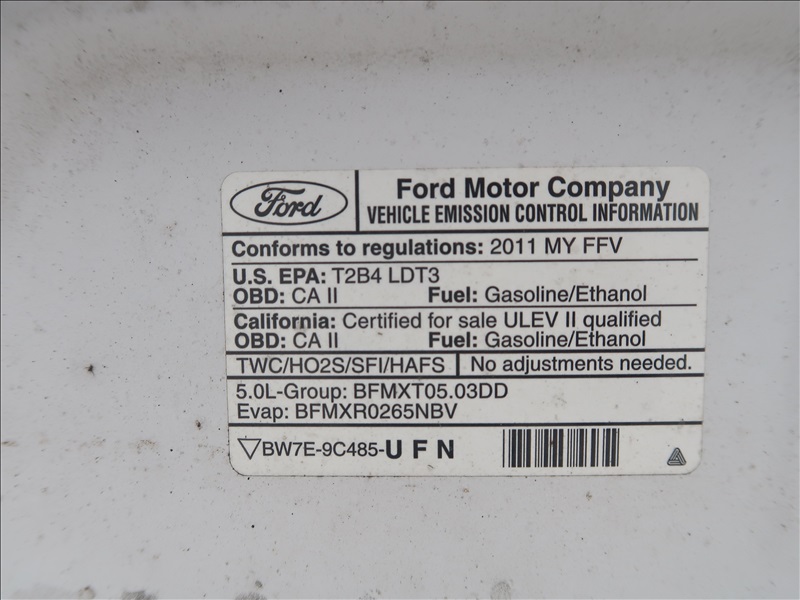 Ford
Ford Motor Company
VEHICLE EMISSION CONTROL INFORMATION
Conforms to regulations: 2011 MY FFV
U.S. EPA: T2B4 LDT3
OBD: CA II Fuel: Gasoline/Ethanol
California: Certified for sale ULEV II qualified
OBD: CA II Fuel: Gasoline/Ethanol
TWC/HO2S/SFI/HAFS No adjustments needed.
5.0L-Group: BFMXT05.03DD
Evap: BFMXR0265NBV
BW7E-9C485-U F N